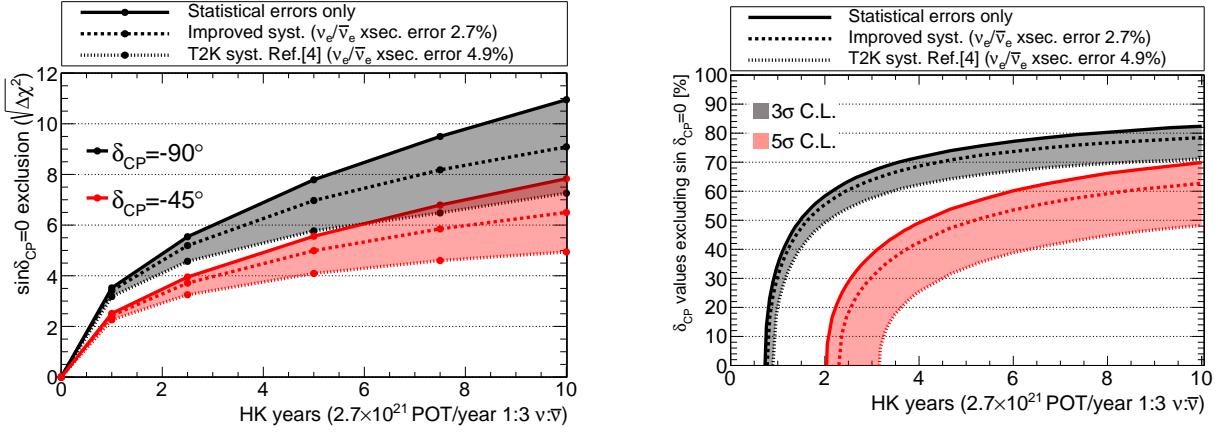 Statistical errors only
Improved syst. (νe/ν̅e xsec. error 2.7%)
T2K syst. Ref.[4] (νe/ν̅e xsec. error 4.9%)
sinδCP=0 exclusion (√Δχ²)
12
10
8
6
4
2
0
δCP=-90°
δCP=-45°
0 2 4 6 8 10
HK years (2.7×10²¹ POT/year 1:3 ν:ν̅)
Statistical errors only
Improved syst. (νe/ν̅e xsec. error 2.7%)
T2K syst. Ref.[4] (νe/ν̅e xsec. error 4.9%)
δCP values excluding sin δCP=0 [%]
100
90
80
70
60
50
40
30
20
10
0
3σ C.L.
5σ C.L.
0 2 4 6 8 10
HK years (2.7×10²¹ POT/year 1:3 ν:ν̅)